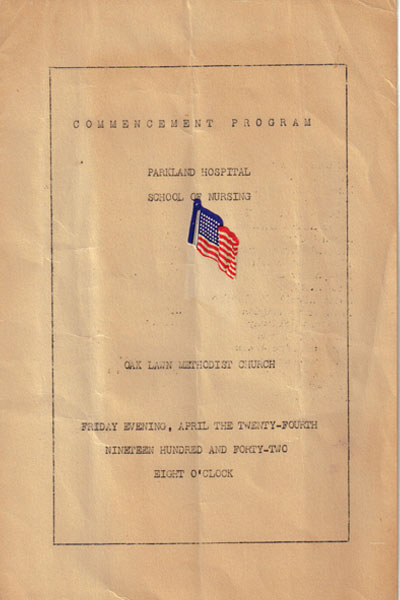 COMMENCEMENT PROGRAM
PARKLAND HOSPITAL
SCHOOL OF NURSING
OAK LAWN METHODIST CHURCH
FRIDAY EVENING, APRIL THE TWENTY-FOURTH
NINETEEN HUNDRED AND FORTY-TWO
EIGHT O'CLOCK